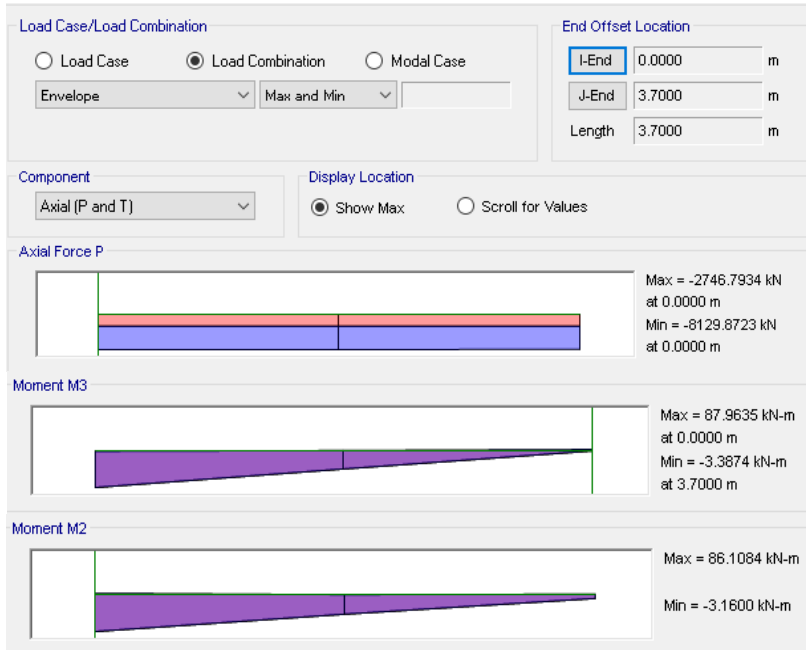 Load Case/Load Combination
Load Case
Load Combination
Modal Case
Envelope
Max and Min
End Offset Location
I-End 0.0000 m
J-End 3.7000 m
Length 3.7000 m
Component
Axial (P and T)
Display Location
Show Max
Scroll for Values
Axial Force P
Max = -2746.7934 kN
at 0.0000 m
Min = -8129.8723 kN
at 0.0000 m
Moment M3
Max = 87.9635 kN-m
at 0.0000 m
Min = -3.3874 kN-m
at 3.7000 m
Moment M2
Max = 86.1084 kN-m
Min = -3.1600 kN-m